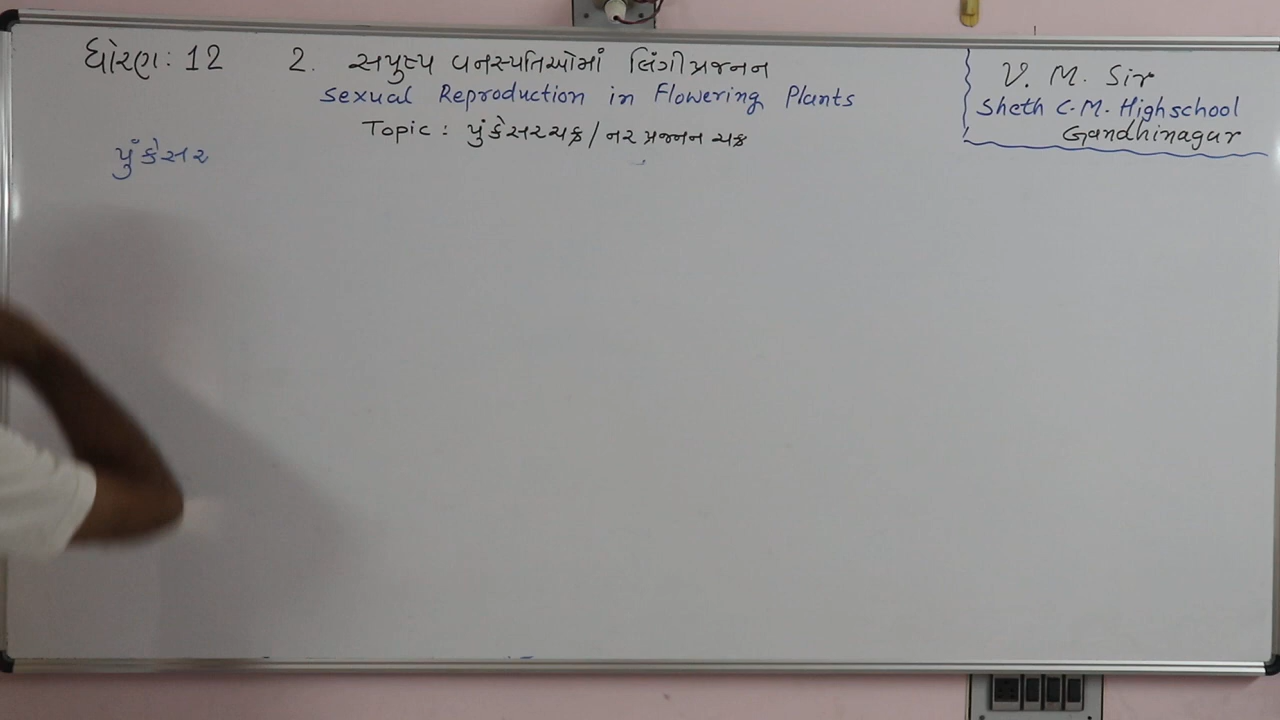 ધોરણ: 12
2. સપુષ્પ વનસ્પતિઓમાં લિંગીપ્રજનન
Sexual Reproduction in Flowering Plants
Topic : પુંકેસરચક્ર / નર પ્રજનન ચક્ર
V. M. Sir
Sheth C.M. Highschool
Gandhinagar
પુંકેસર